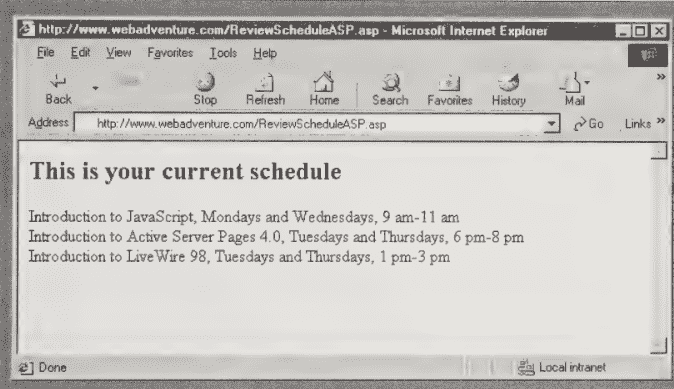 http://www.webadventure.com/ReviewScheduleASP.asp - Microsoft Internet Explorer
File Edit View Favorites Tools Help
Back Stop Refresh Home Search Favorites History Mail »
Address http://www.webadventure.com/ReviewScheduleASP.asp Go Links »
This is your current schedule
Introduction to JavaScript, Mondays and Wednesdays, 9 am-11 am
Introduction to Active Server Pages 4.0, Tuesdays and Thursdays, 6 pm-8 pm
Introduction to LiveWire 98, Tuesdays and Thursdays, 1 pm-3 pm
Done Local intranet